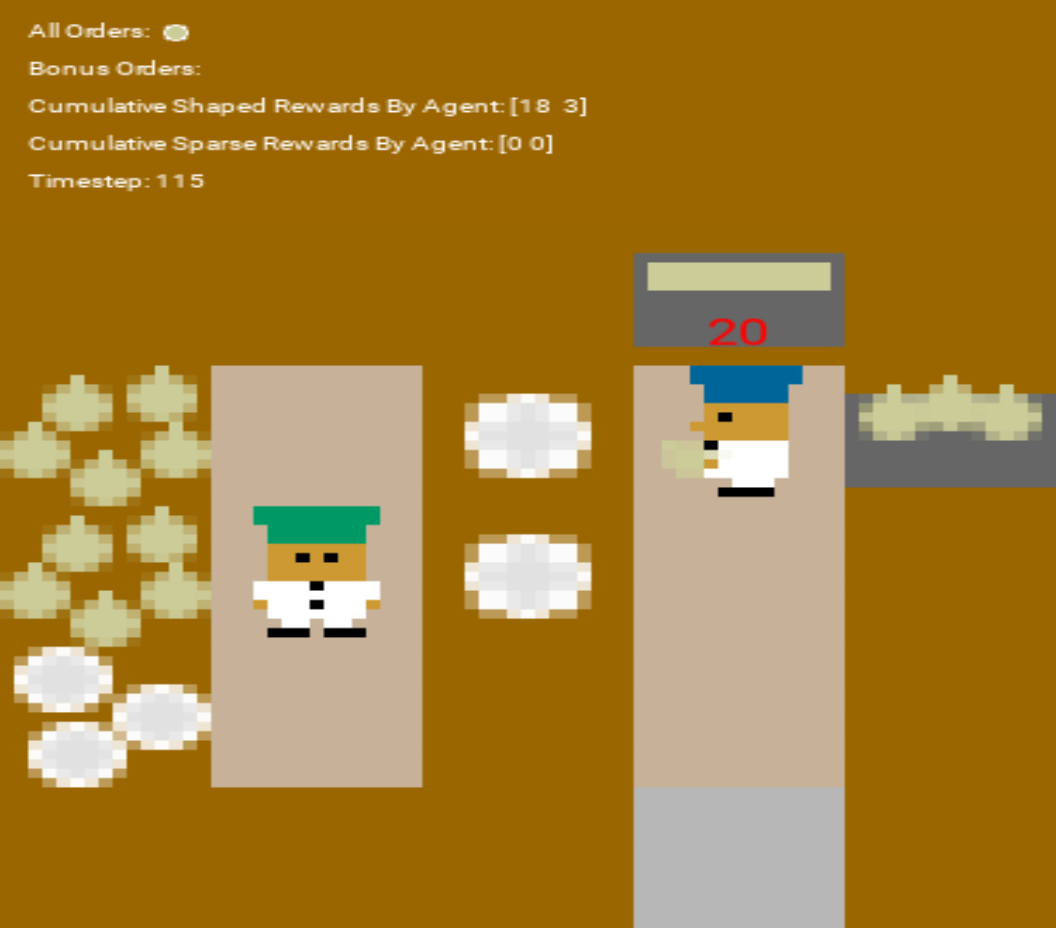 All Orders:
Bonus Orders:
Cumulative Shaped Rewards By Agent: [18 3]
Cumulative Sparse Rewards By Agent: [0 0]
Timestep: 115
20